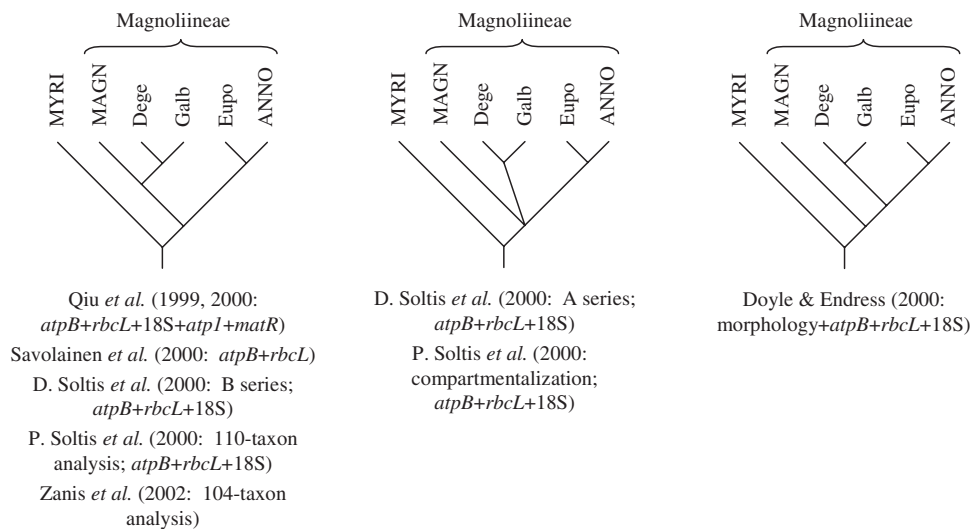 Magnoliineae
MYRI
MAGN
Dege
Galb
Eupo
ANNO
Qiu et al. (1999, 2000:
atpB+rbcL+18S+atp1+matR)
Savolainen et al. (2000: atpB+rbcL)
D. Soltis et al. (2000: B series;
atpB+rbcL+18S)
P. Soltis et al. (2000: 110-taxon
analysis; atpB+rbcL+18S)
Zanis et al. (2002: 104-taxon
analysis)
Magnoliineae
MYRI
MAGN
Dege
Galb
Eupo
ANNO
D. Soltis et al. (2000: A series;
atpB+rbcL+18S)
P. Soltis et al. (2000:
compartmentalization;
atpB+rbcL+18S)
Magnoliineae
MYRI
MAGN
Dege
Galb
Eupo
ANNO
Doyle & Endress (2000:
morphology+atpB+rbcL+18S)